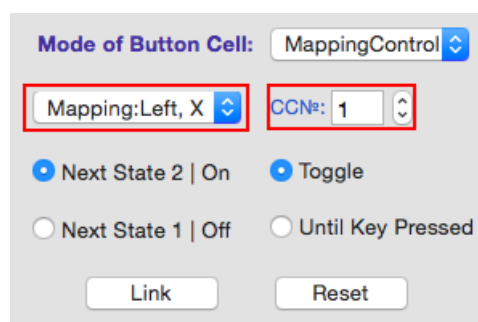 Mode of Button Cell: MappingControl
Mapping:Left, X CC№: 1
Next State 2 | On Toggle
Next State 1 | Off Until Key Pressed
Link Reset